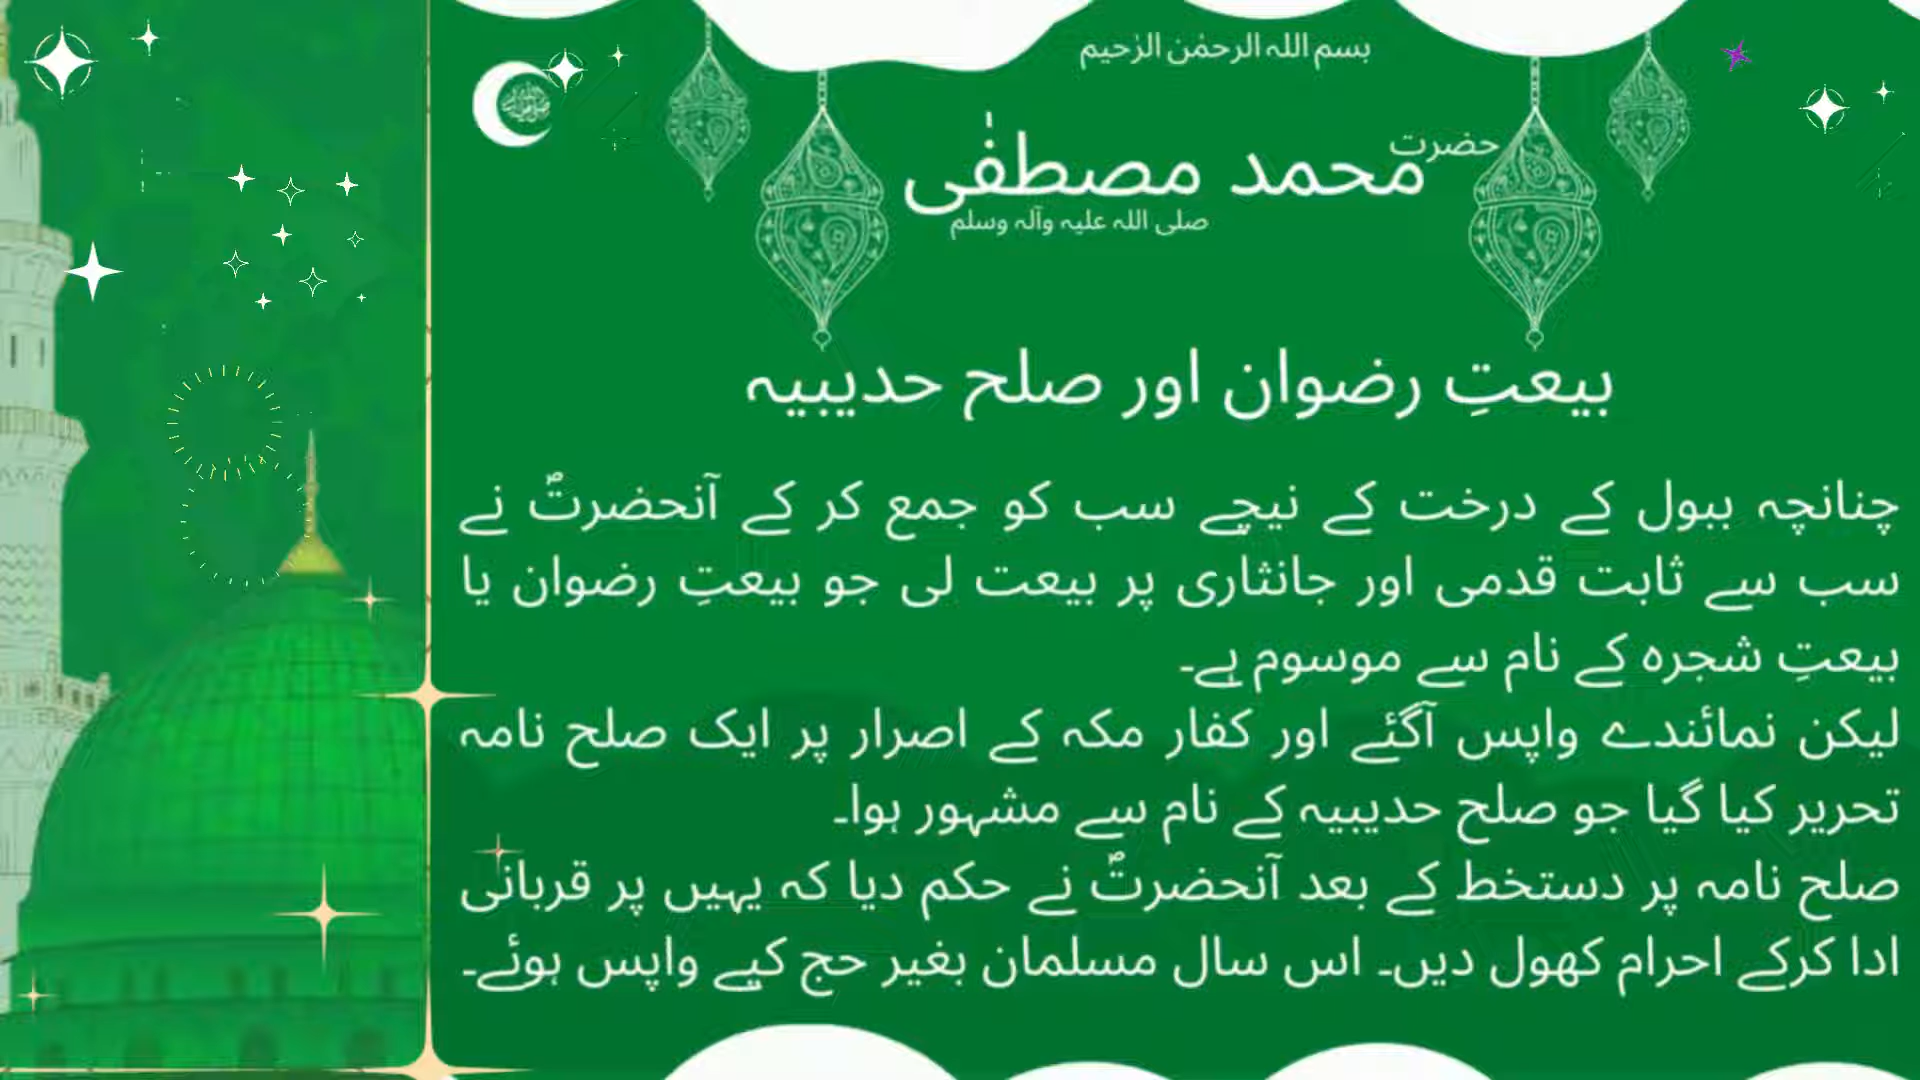 بسم اللہ الرحمٰن الرٰحیم
حضرت
محمد مصطفٰی
صلی اللہ علیہ وآلہ وسلم
بیعتِ رضوان اور صلح حدیبیہ
چنانچہ ببول کے درخت کے نیچے سب کو جمع کر کے آنحضرتؐ نے
سب سے ثابت قدمی اور جانثاری پر بیعت لی جو بیعتِ رضوان یا
بیعتِ شجرہ کے نام سے موسوم ہے۔
لیکن نمائندے واپس آگئے اور کفار مکہ کے اصرار پر ایک صلح نامہ
تحریر کیا گیا جو صلح حدیبیہ کے نام سے مشہور ہوا۔
صلح نامہ پر دستخط کے بعد آنحضرتؐ نے حکم دیا کہ یہیں پر قربانی
ادا کرکے احرام کھول دیں۔ اس سال مسلمان بغیر حج کیے واپس ہوئے۔